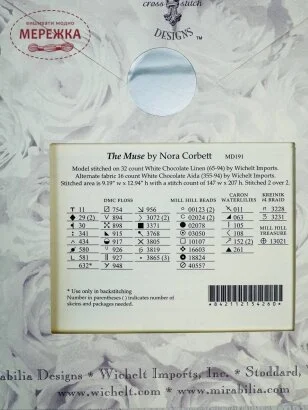 вишивати модно
МЕРЕЖКА
cross stitch
DESIGNS™
The Muse by Nora Corbett MD191
Model stitched on 32 count White Chocolate Linen (65-94) by Wichelt Imports.
Alternate fabric 16 count White Chocolate Aida (355-94) by Wichelt Imports.
Stitched area is 9.19" w x 12.94" h with a stitch count of 147 w x 207 h. Stitched 2 over 2.
DMC FLOSS MILL HILL BEADS CARON WATERLILIES KREINIK #4 BRAID
11 754 956 00123 (2) 011 3228
29 (2) 894 3072 (2) 02024 (2) 063 3231
30 898 3371 02078 105
341 915 3768 03050 108 MILL HILL TREASURE
434 917 3805 10107 152 (2) 13021
580 926 3819 16603 261
581 927 3865 (3) 18824
632* 948 40557
* Use only in backstitching
Numbers in parentheses ( ) indicates number of
skeins and packages needed.
*842112154260*
abilia Designs * Wichelt Imports, Inc. * Stoddard,
www.wichelt.com * www.mirabilia.com